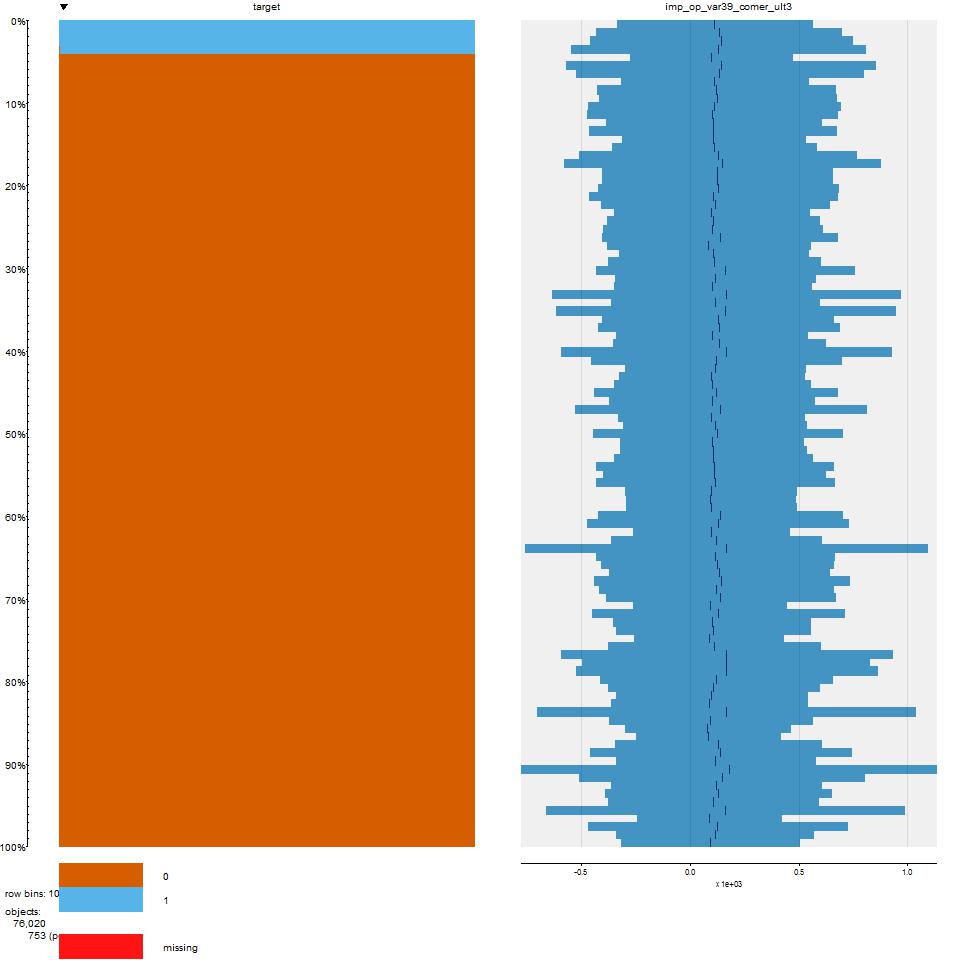 target
imp_op_var39_comer_ult3
0%
10%
20%
30%
40%
50%
60%
70%
80%
90%
100%
-0.5
0.0
0.5
1.0
x 1e+03
row bins: 10
objects:
76,020
753 (p
0
1
missing